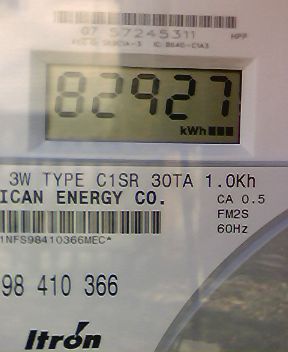 07 57245311 HPP
82927
kWh
3W TYPE C1SR 30TA 1.0Kh
ICAN ENERGY CO. CA 0.5
FM2S
1NFS98410366MEC* 60Hz
98 410 366
Itron